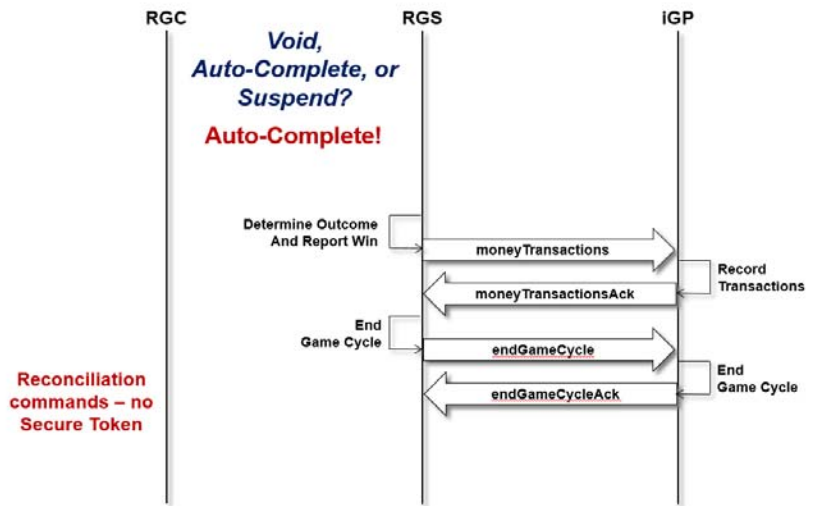 RGC
RGS
iGP
Void,
Auto-Complete, or
Suspend?
Auto-Complete!
Determine Outcome
And Report Win
moneyTransactions
Record
Transactions
moneyTransactionsAck
End
Game Cycle
endGameCycle
End
Game Cycle
endGameCycleAck
Reconciliation
commands – no
Secure Token